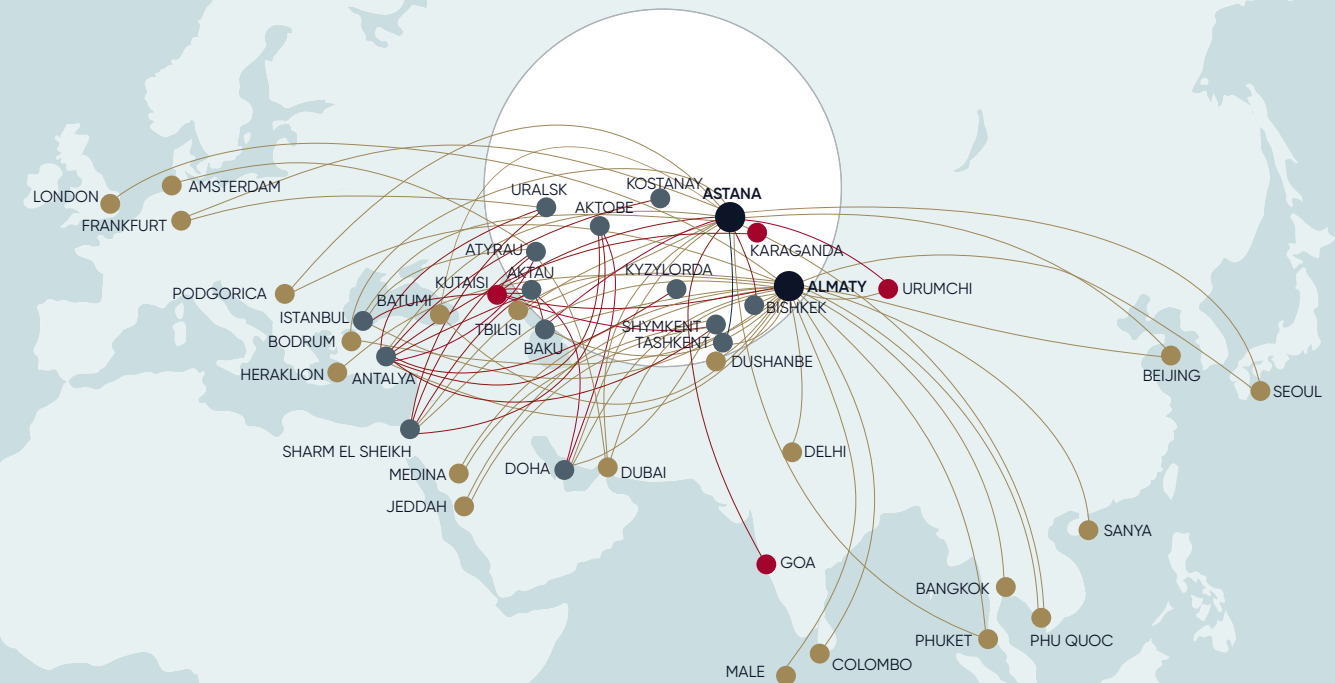 KOSTANAY
ASTANA
URALSK
AMSTERDAM
LONDON
AKTOBE
FRANKFURT
ATYRAU
KARAGANDA
AKTAU
KYZYLORDA
KUTAISI
ALMATY
URUMCHI
PODGORICA
BATUMI
BISHKEK
ISTANBUL
SHYMKENT
TBILISI
BODRUM
TASHKENT
BAKU
DUSHANBE
HERAKLION
ANTALYA
BEIJING
SEOUL
SHARM EL SHEIKH
DELHI
DOHA
DUBAI
MEDINA
JEDDAH
SANYA
GOA
BANGKOK
PHUKET
PHU QUOC
COLOMBO
MALE